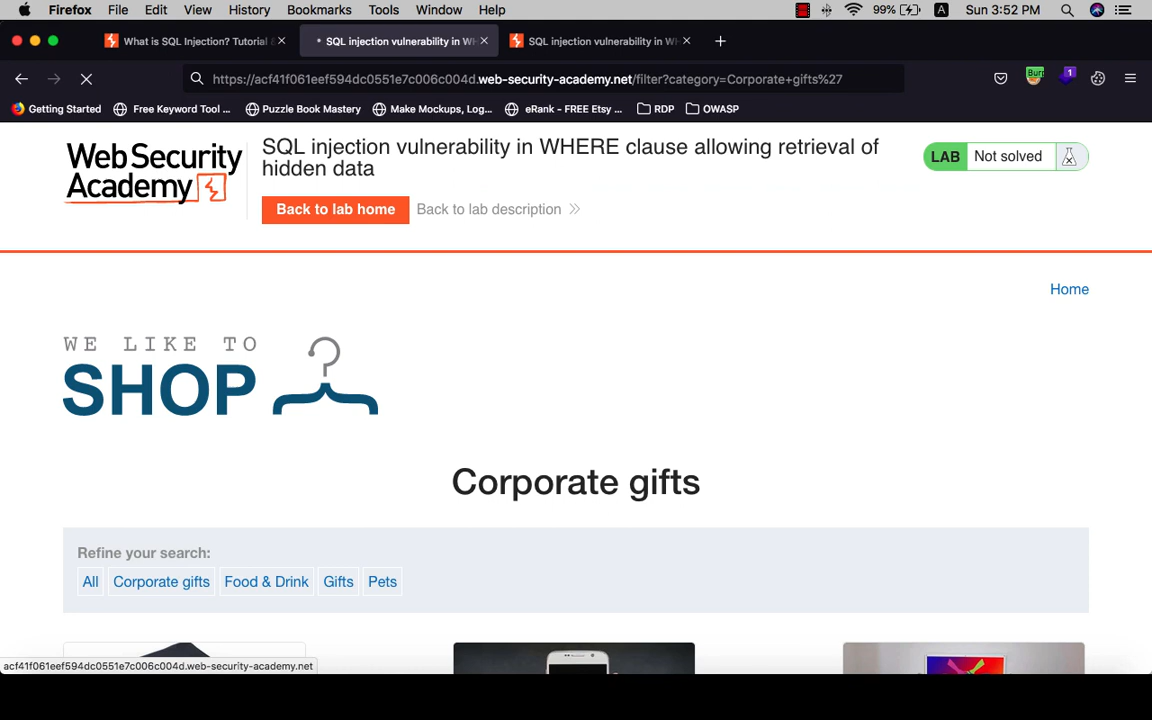 Firefox File Edit View History Bookmarks Tools Window Help 99% A Sun 3:52 PM
What is SQL Injection? Tutorial & SQL injection vulnerability in WH SQL injection vulnerability in WH
https://acf41f061eef594dc0551e7c006c004d.web-security-academy.net/filter?category=Corporate+gifts%27 Burp 1
Getting Started Free Keyword Tool ... Puzzle Book Mastery Make Mockups, Log... eRank - FREE Etsy ... RDP OWASP
WebSecurity
Academy
SQL injection vulnerability in WHERE clause allowing retrieval of
hidden data
LAB Not solved
Back to lab home Back to lab description
Home
WE LIKE TO
SHOP
Corporate gifts
Refine your search:
All Corporate gifts Food & Drink Gifts Pets
acf41f061eef594dc0551e7c006c004d.web-security-academy.net